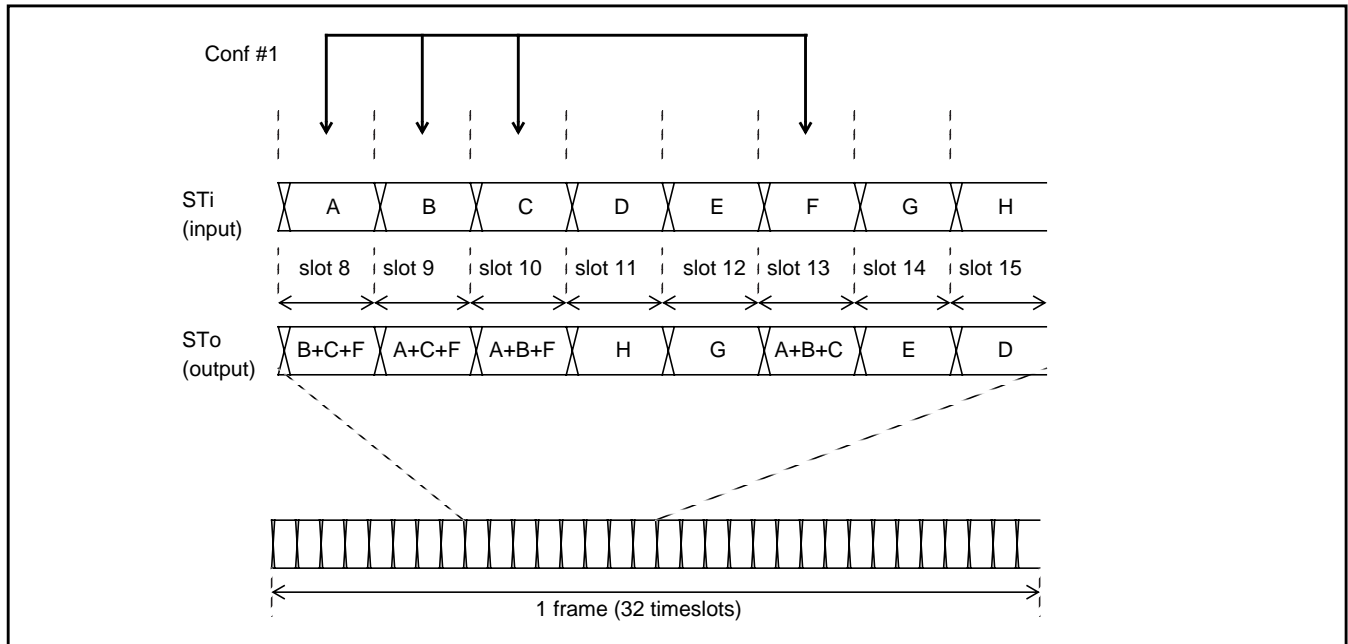 Conf #1
STi
(input)
A B C D E F G H
slot 8 slot 9 slot 10 slot 11 slot 12 slot 13 slot 14 slot 15
STo
(output)
B+C+F A+C+F A+B+F H G A+B+C E D
1 frame (32 timeslots)